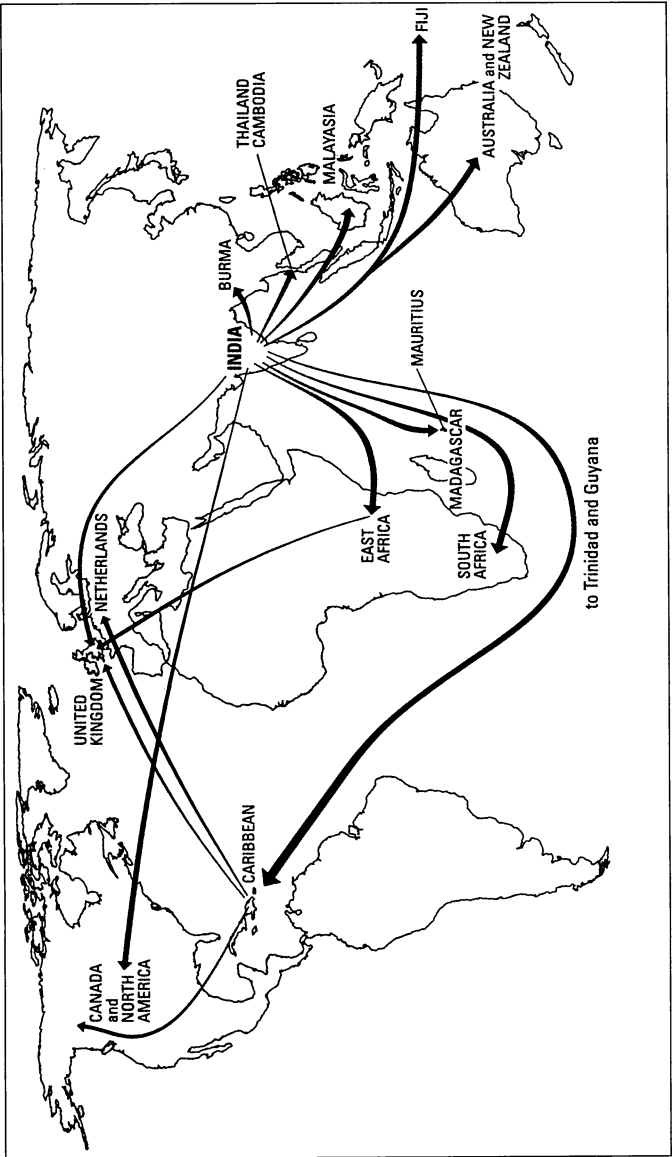 CANADA
and
NORTH
AMERICA
CARIBBEAN
UNITED
KINGDOM
NETHERLANDS
EAST
AFRICA
SOUTH
AFRICA
MADAGASCAR
MAURITIUS
INDIA
BURMA
THAILAND
CAMBODIA
MALAYASIA
AUSTRALIA and NEW
ZEALAND
FIJI
to Trinidad and Guyana